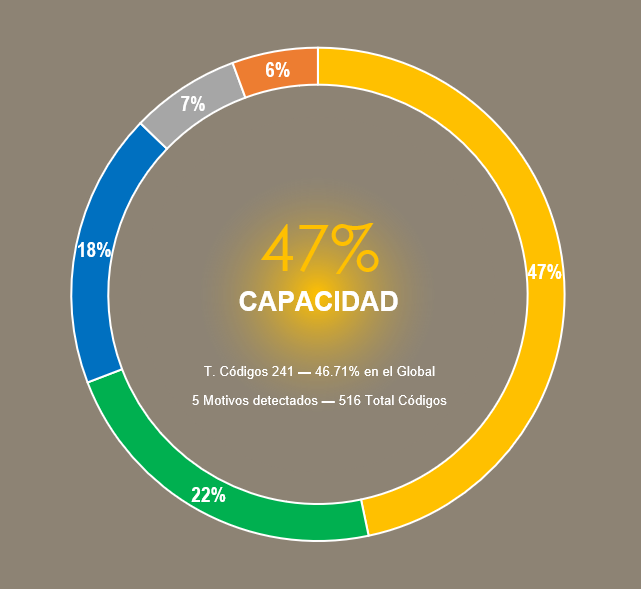 6%
7%
47%
18%
47%
CAPACIDAD
T. Códigos 241 — 46.71% en el Global
5 Motivos detectados — 516 Total Códigos
22%